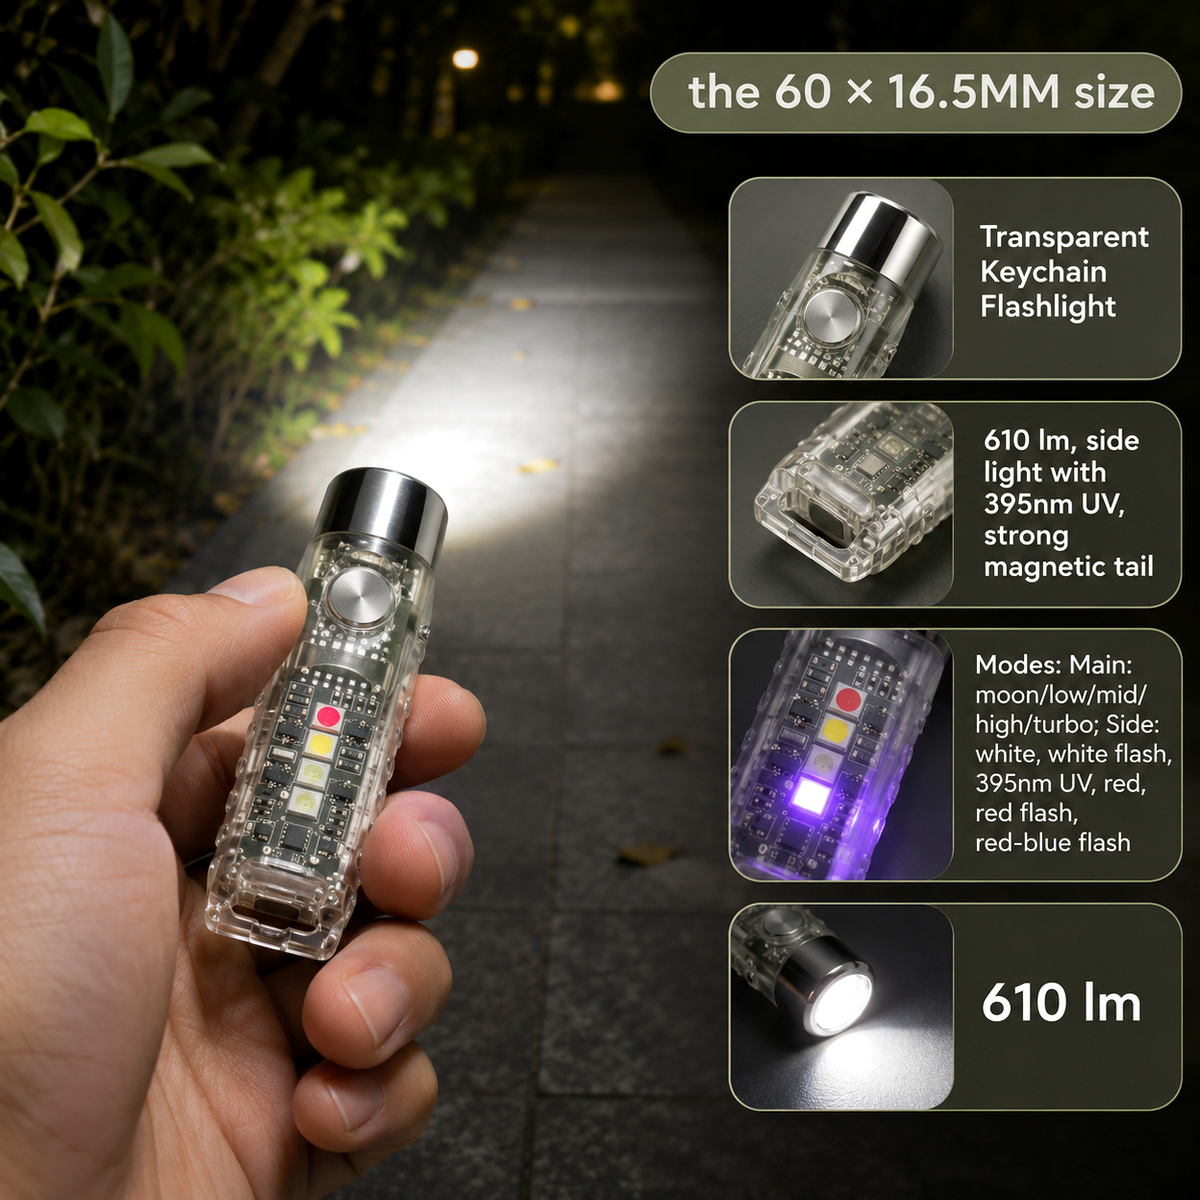 the 60 × 16.5MM size
Transparent
Keychain
Flashlight
610 lm, side
light with
395nm UV,
strong
magnetic tail
Modes: Main:
moon/low/mid/
high/turbo; Side:
white, white flash,
395nm UV, red,
red flash,
red-blue flash
610 lm